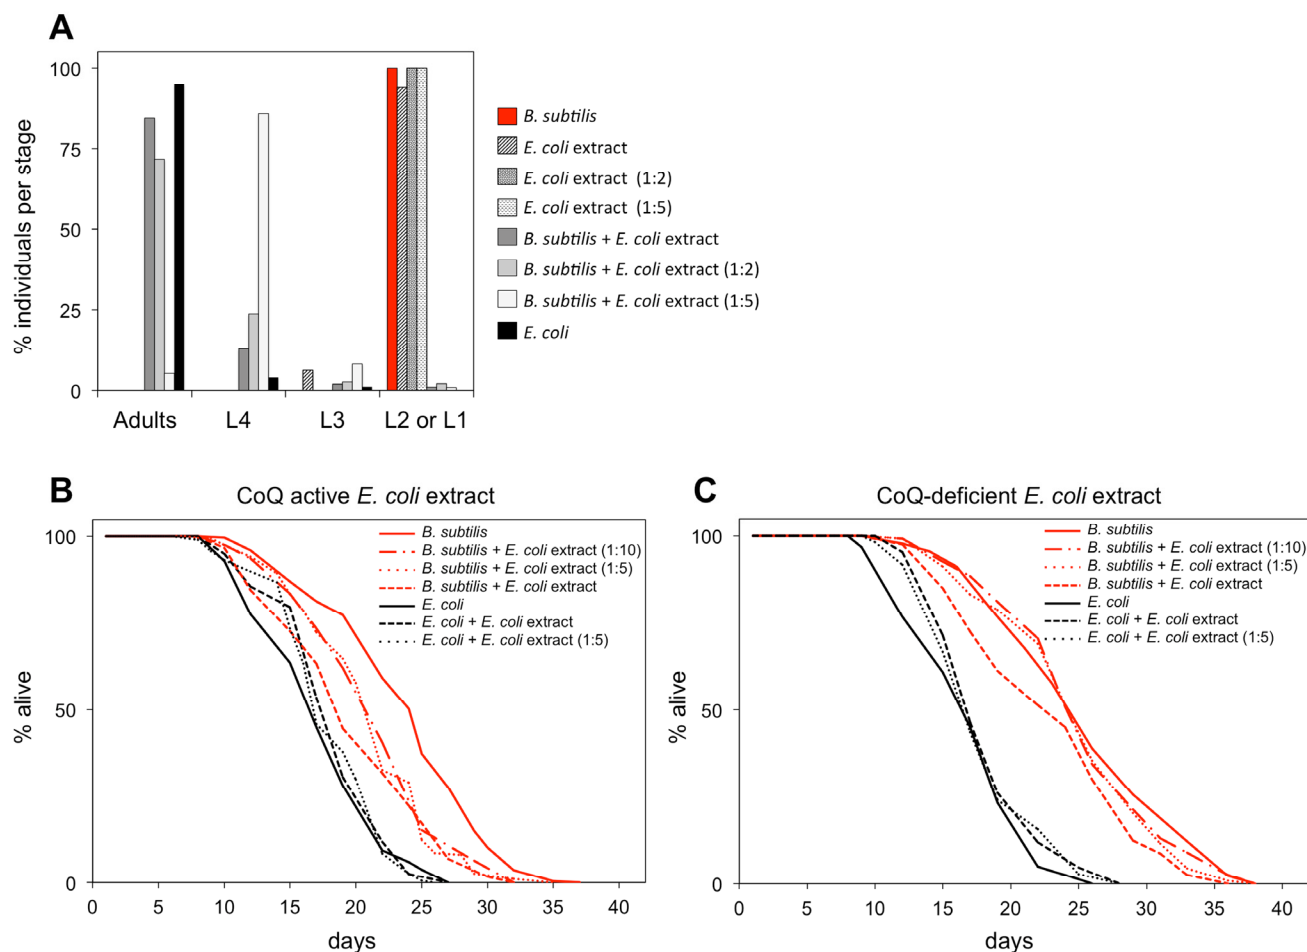 A
% individuals per stage
100
75
50
25
0
Adults
L4
L3
L2 or L1
B. subtilis
E. coli extract
E. coli extract (1:2)
E. coli extract (1:5)
B. subtilis + E. coli extract
B. subtilis + E. coli extract (1:2)
B. subtilis + E. coli extract (1:5)
E. coli
B
CoQ active E. coli extract
% alive
100
50
0
B. subtilis
B. subtilis + E. coli extract (1:10)
B. subtilis + E. coli extract (1:5)
B. subtilis + E. coli extract
E. coli
E. coli + E. coli extract
E. coli + E. coli extract (1:5)
0 5 10 15 20 25 30 35 40
days
C
CoQ-deficient E. coli extract
% alive
100
50
0
B. subtilis
B. subtilis + E. coli extract (1:10)
B. subtilis + E. coli extract (1:5)
B. subtilis + E. coli extract
E. coli
E. coli + E. coli extract
E. coli + E. coli extract (1:5)
0 5 10 15 20 25 30 35 40
days